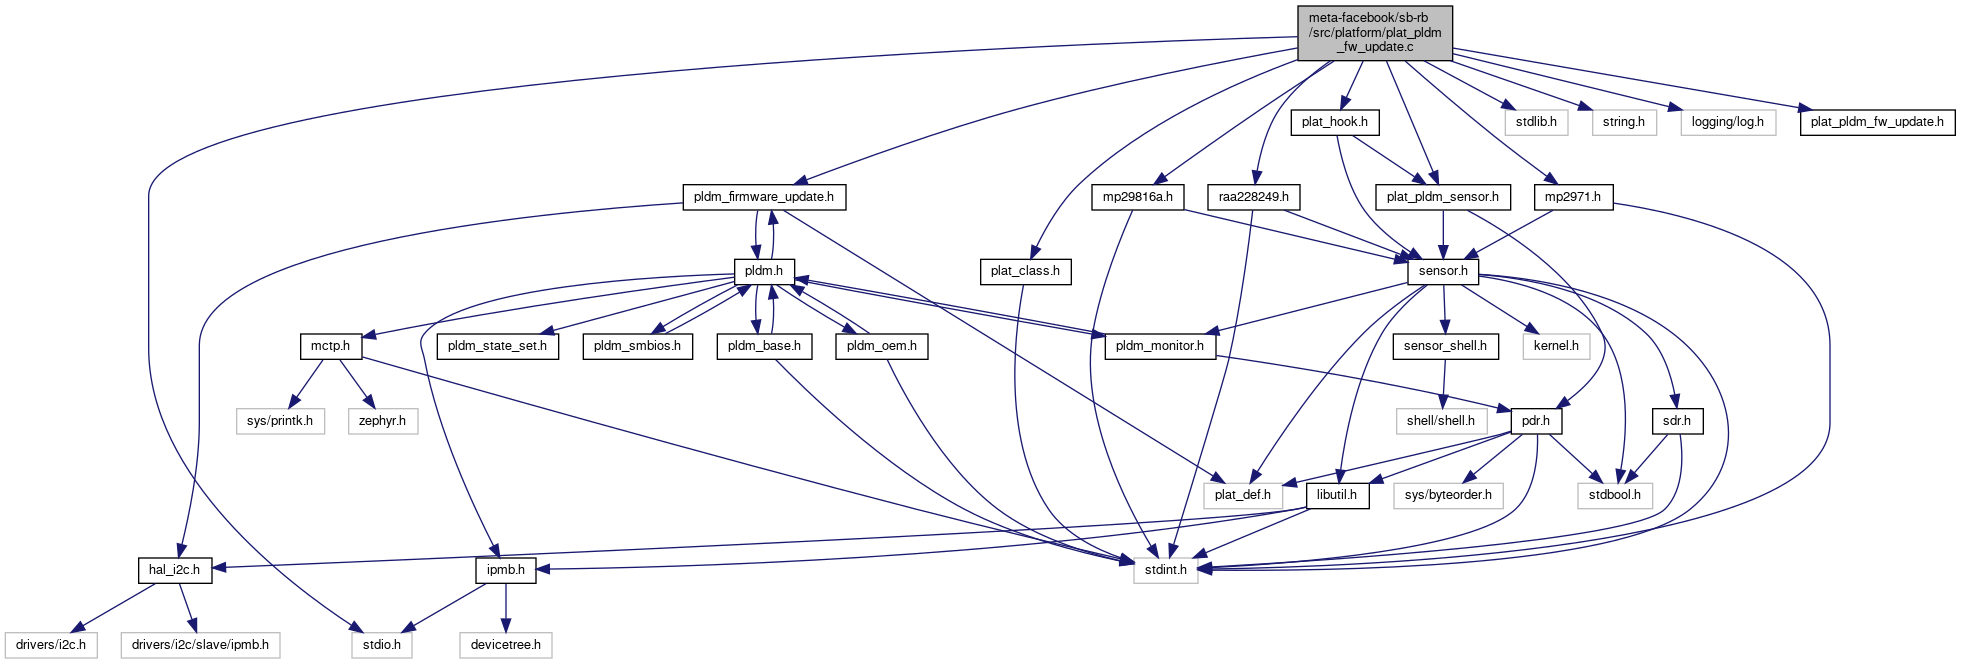 meta-facebook/sb-rb
/src/platform/plat_pldm
_fw_update.c
plat_hook.h
stdlib.h
string.h
logging/log.h
plat_pldm_fw_update.h
pldm_firmware_update.h
mp29816a.h
raa228249.h
plat_pldm_sensor.h
mp2971.h
pldm.h
plat_class.h
sensor.h
mctp.h
pldm_state_set.h
pldm_smbios.h
pldm_base.h
pldm_oem.h
pldm_monitor.h
sensor_shell.h
kernel.h
sys/printk.h
zephyr.h
shell/shell.h
pdr.h
sdr.h
plat_def.h
libutil.h
sys/byteorder.h
stdbool.h
hal_i2c.h
ipmb.h
stdint.h
drivers/i2c.h
drivers/i2c/slave/ipmb.h
stdio.h
devicetree.h